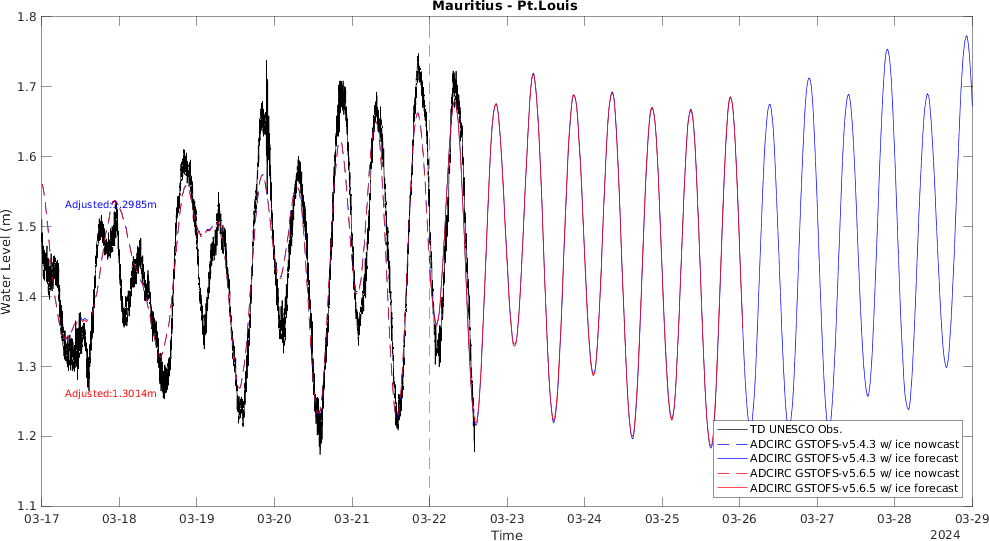 Mauritius - Pt.Louis
1.8
1.7
1.6
1.5
1.4
1.3
1.2
1.1
Water Level (m)
Adjusted:1.2985m
Adjusted:1.3014m
TD UNESCO Obs.
ADCIRC GSTOFS-v5.4.3 w/ ice nowcast
ADCIRC GSTOFS-v5.4.3 w/ ice forecast
ADCIRC GSTOFS-v5.6.5 w/ ice nowcast
ADCIRC GSTOFS-v5.6.5 w/ ice forecast
03-17 03-18 03-19 03-20 03-21 03-22 03-23 03-24 03-25 03-26 03-27 03-28 03-29
Time
2024